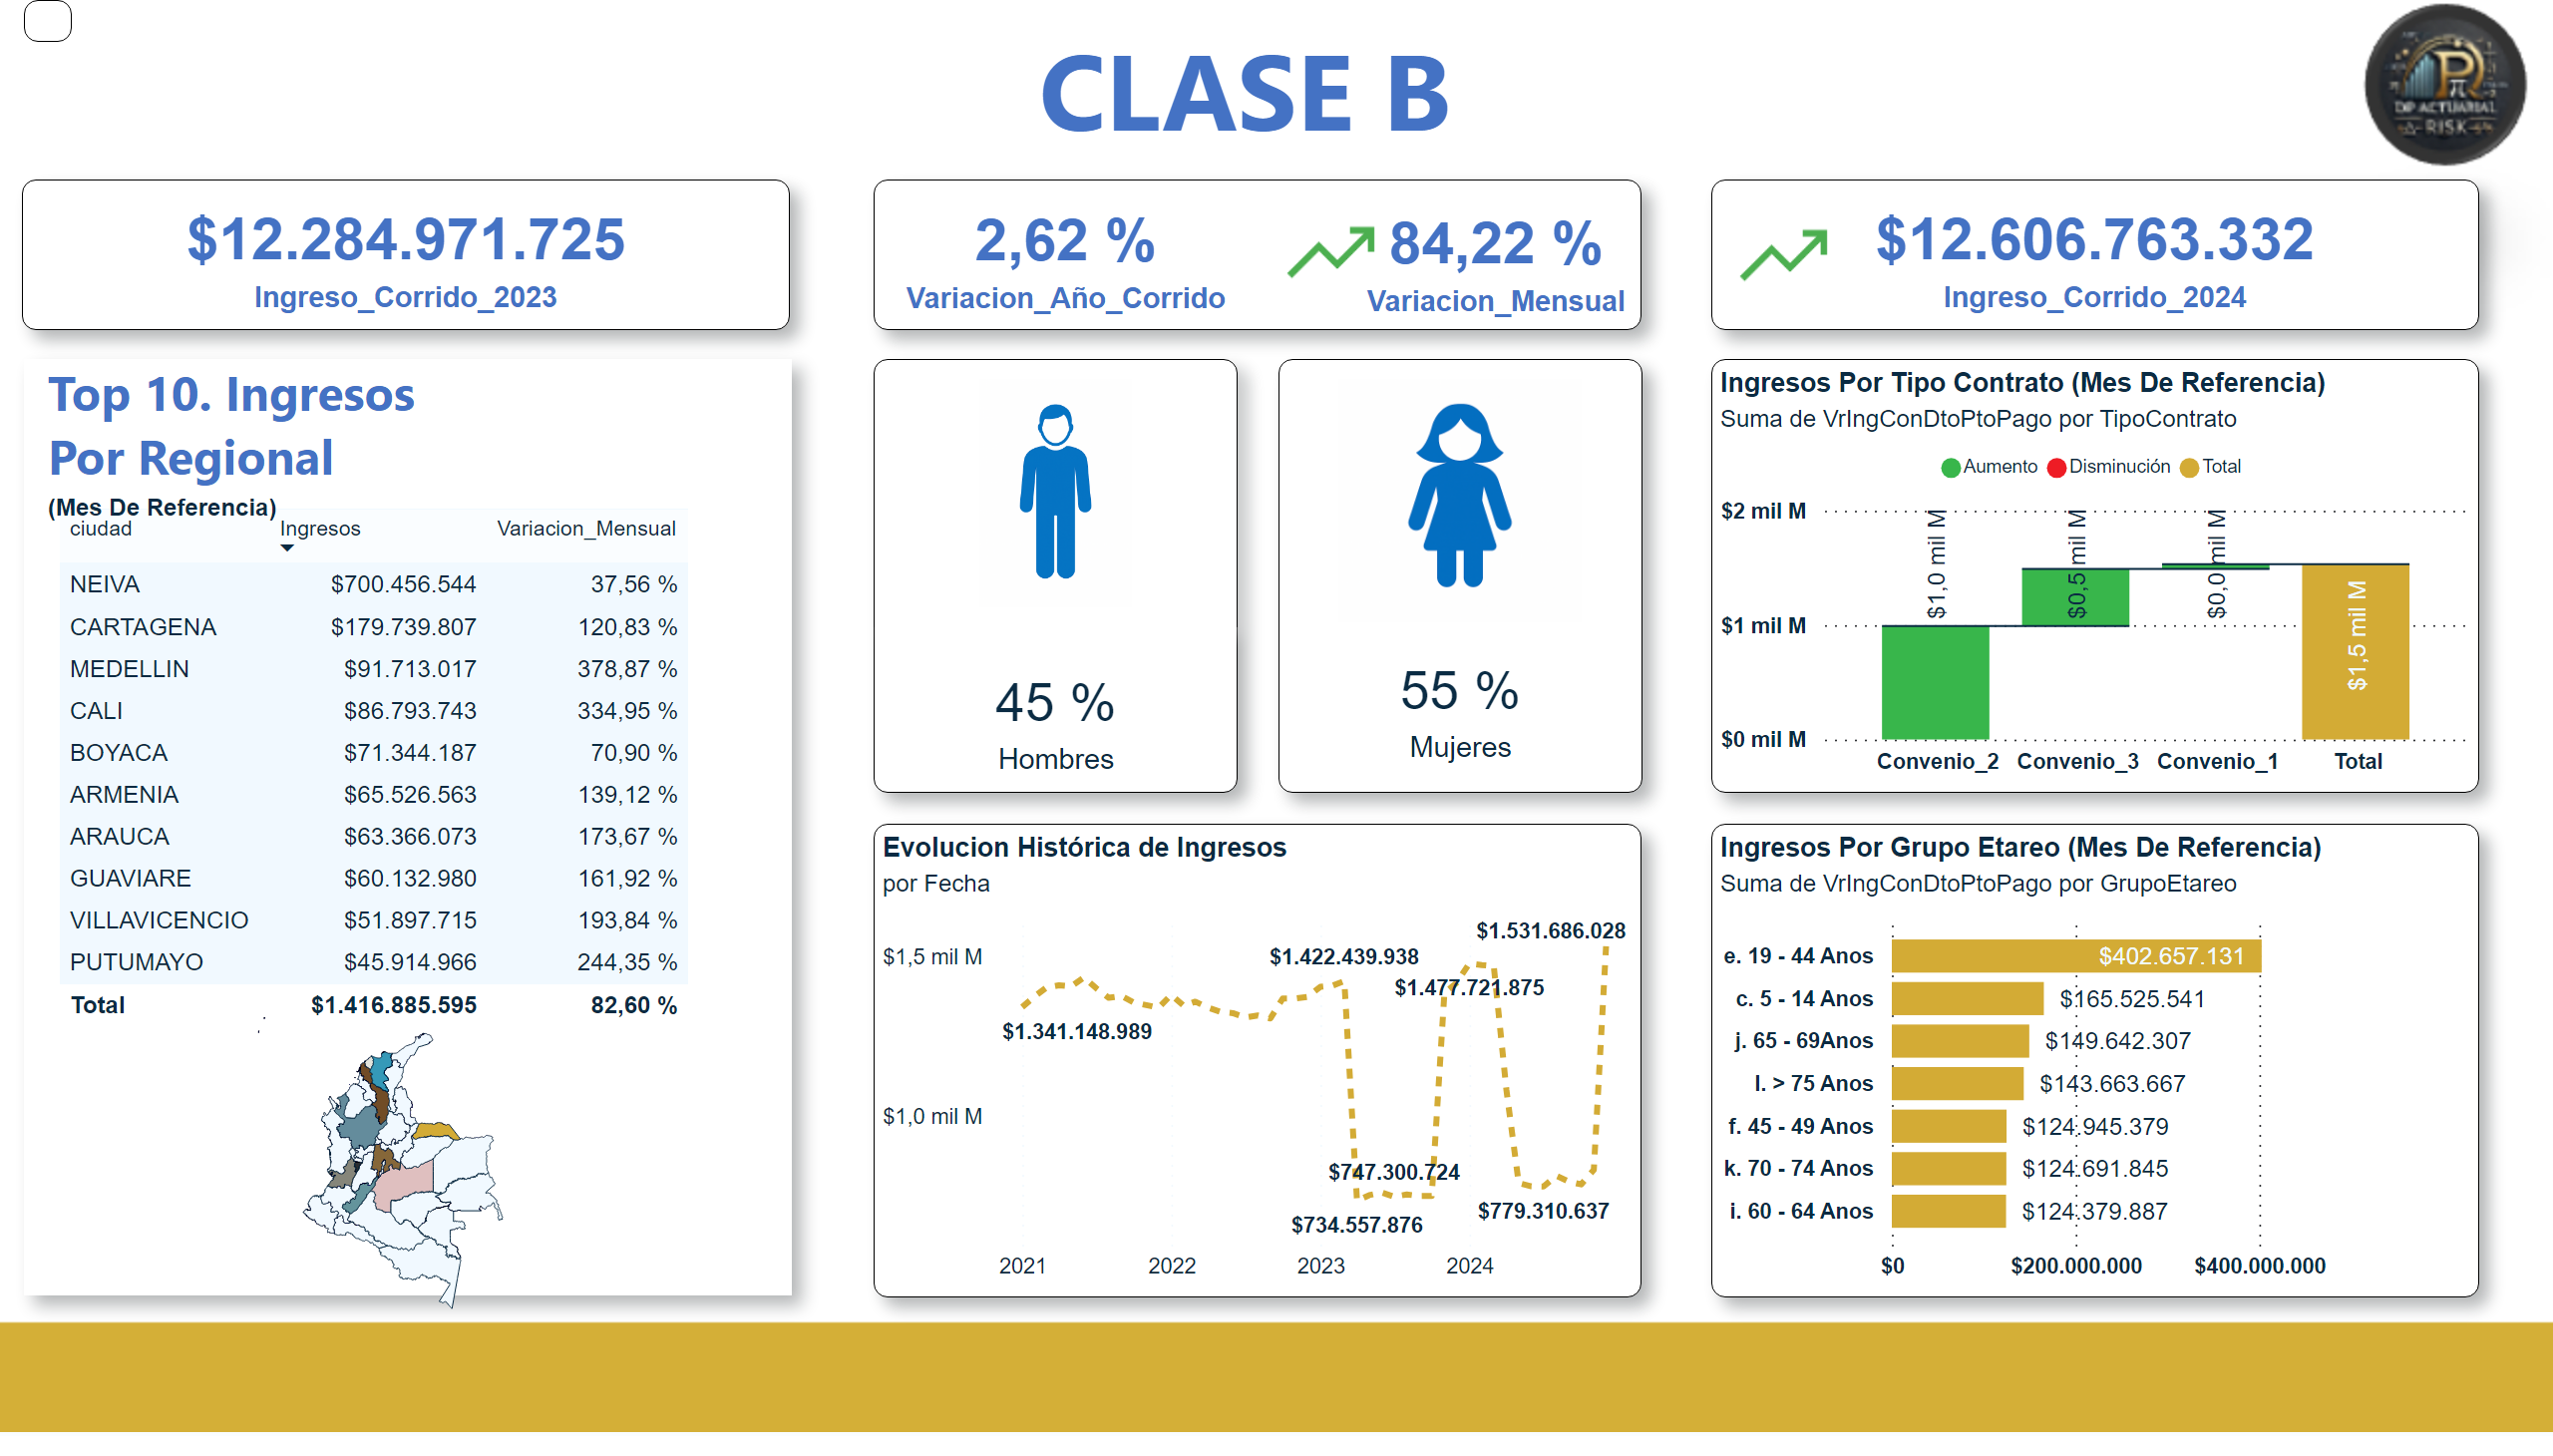 CLASE B
DP ACTUARIAL
RISK
$12.284.971.725
Ingreso_Corrido_2023
2,62 %
Variacion_Año_Corrido
84,22 %
Variacion_Mensual
$12.606.763.332
Ingreso_Corrido_2024
Top 10. Ingresos
Por Regional
(Mes De Referencia)
ciudad Ingresos Variacion_Mensual
NEIVA $700.456.544 37,56 %
CARTAGENA $179.739.807 120,83 %
MEDELLIN $91.713.017 378,87 %
CALI $86.793.743 334,95 %
BOYACA $71.344.187 70,90 %
ARMENIA $65.526.563 139,12 %
ARAUCA $63.366.073 173,67 %
GUAVIARE $60.132.980 161,92 %
VILLAVICENCIO $51.897.715 193,84 %
PUTUMAYO $45.914.966 244,35 %
Total $1.416.885.595 82,60 %
45 %
Hombres
55 %
Mujeres
Ingresos Por Tipo Contrato (Mes De Referencia)
Suma de VrIngConDtoPtoPago por TipoContrato
Aumento Disminución Total
$2 mil M
$1 mil M
$0 mil M
$1,0 mil M
$0,5 mil M
$0,0 mil M
$1,5 mil M
Convenio_2 Convenio_3 Convenio_1 Total
Evolucion Histórica de Ingresos
por Fecha
$1,5 mil M
$1,0 mil M
$1.531.686.028
$1.422.439.938
$1.477.721.875
$1.341.148.989
$747.300.724
$734.557.876
$779.310.637
2021 2022 2023 2024
Ingresos Por Grupo Etareo (Mes De Referencia)
Suma de VrIngConDtoPtoPago por GrupoEtareo
e. 19 - 44 Anos $402.657.131
c. 5 - 14 Anos $165.525.541
j. 65 - 69Anos $149.642.307
l. > 75 Anos $143.663.667
f. 45 - 49 Anos $124.945.379
k. 70 - 74 Anos $124.691.845
i. 60 - 64 Anos $124.379.887
$0 $200.000.000 $400.000.000